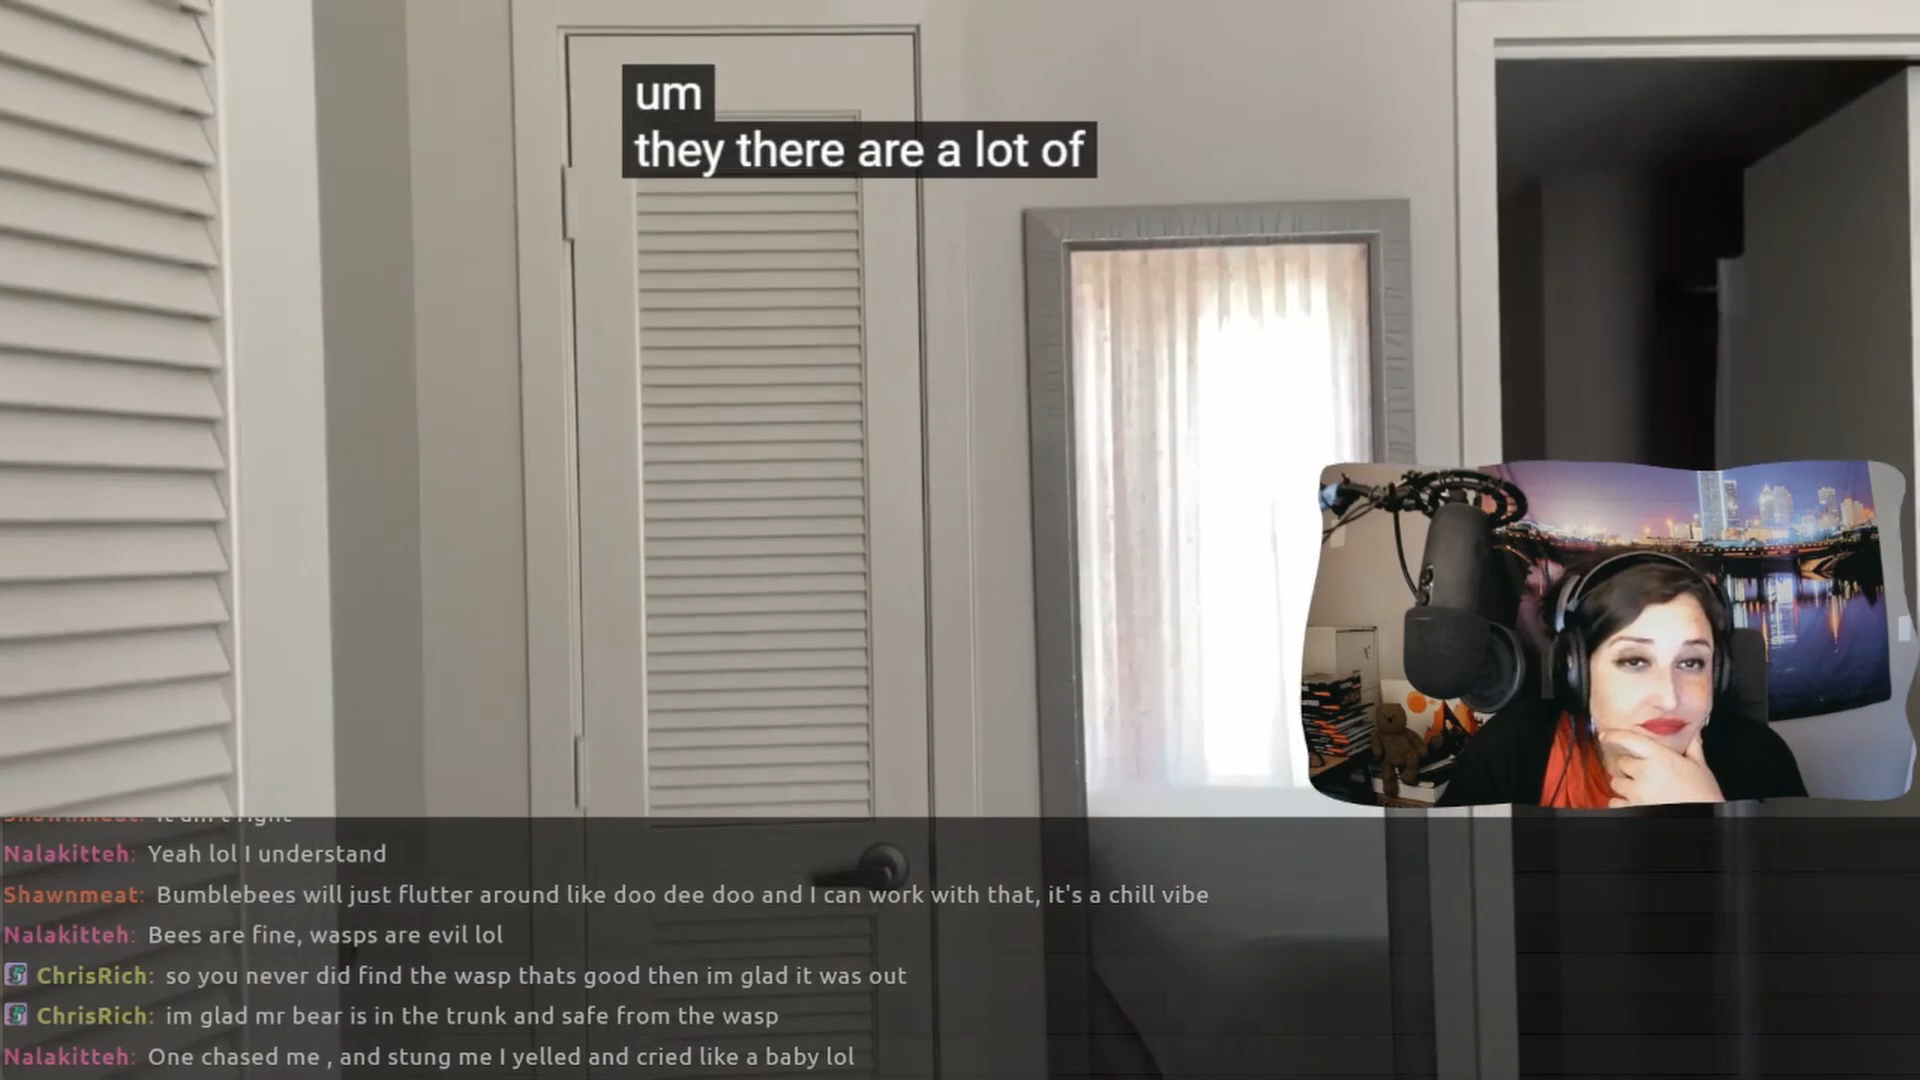 um
they there are a lot of
Shawnmeat: it ain't right
Nalakitteh: Yeah lol I understand
Shawnmeat: Bumblebees will just flutter around like doo dee doo and I can work with that, it's a chill vibe
Nalakitteh: Bees are fine, wasps are evil lol
ChrisRich: so you never did find the wasp thats good then im glad it was out
ChrisRich: im glad mr bear is in the trunk and safe from the wasp
Nalakitteh: One chased me , and stung me I yelled and cried like a baby lol